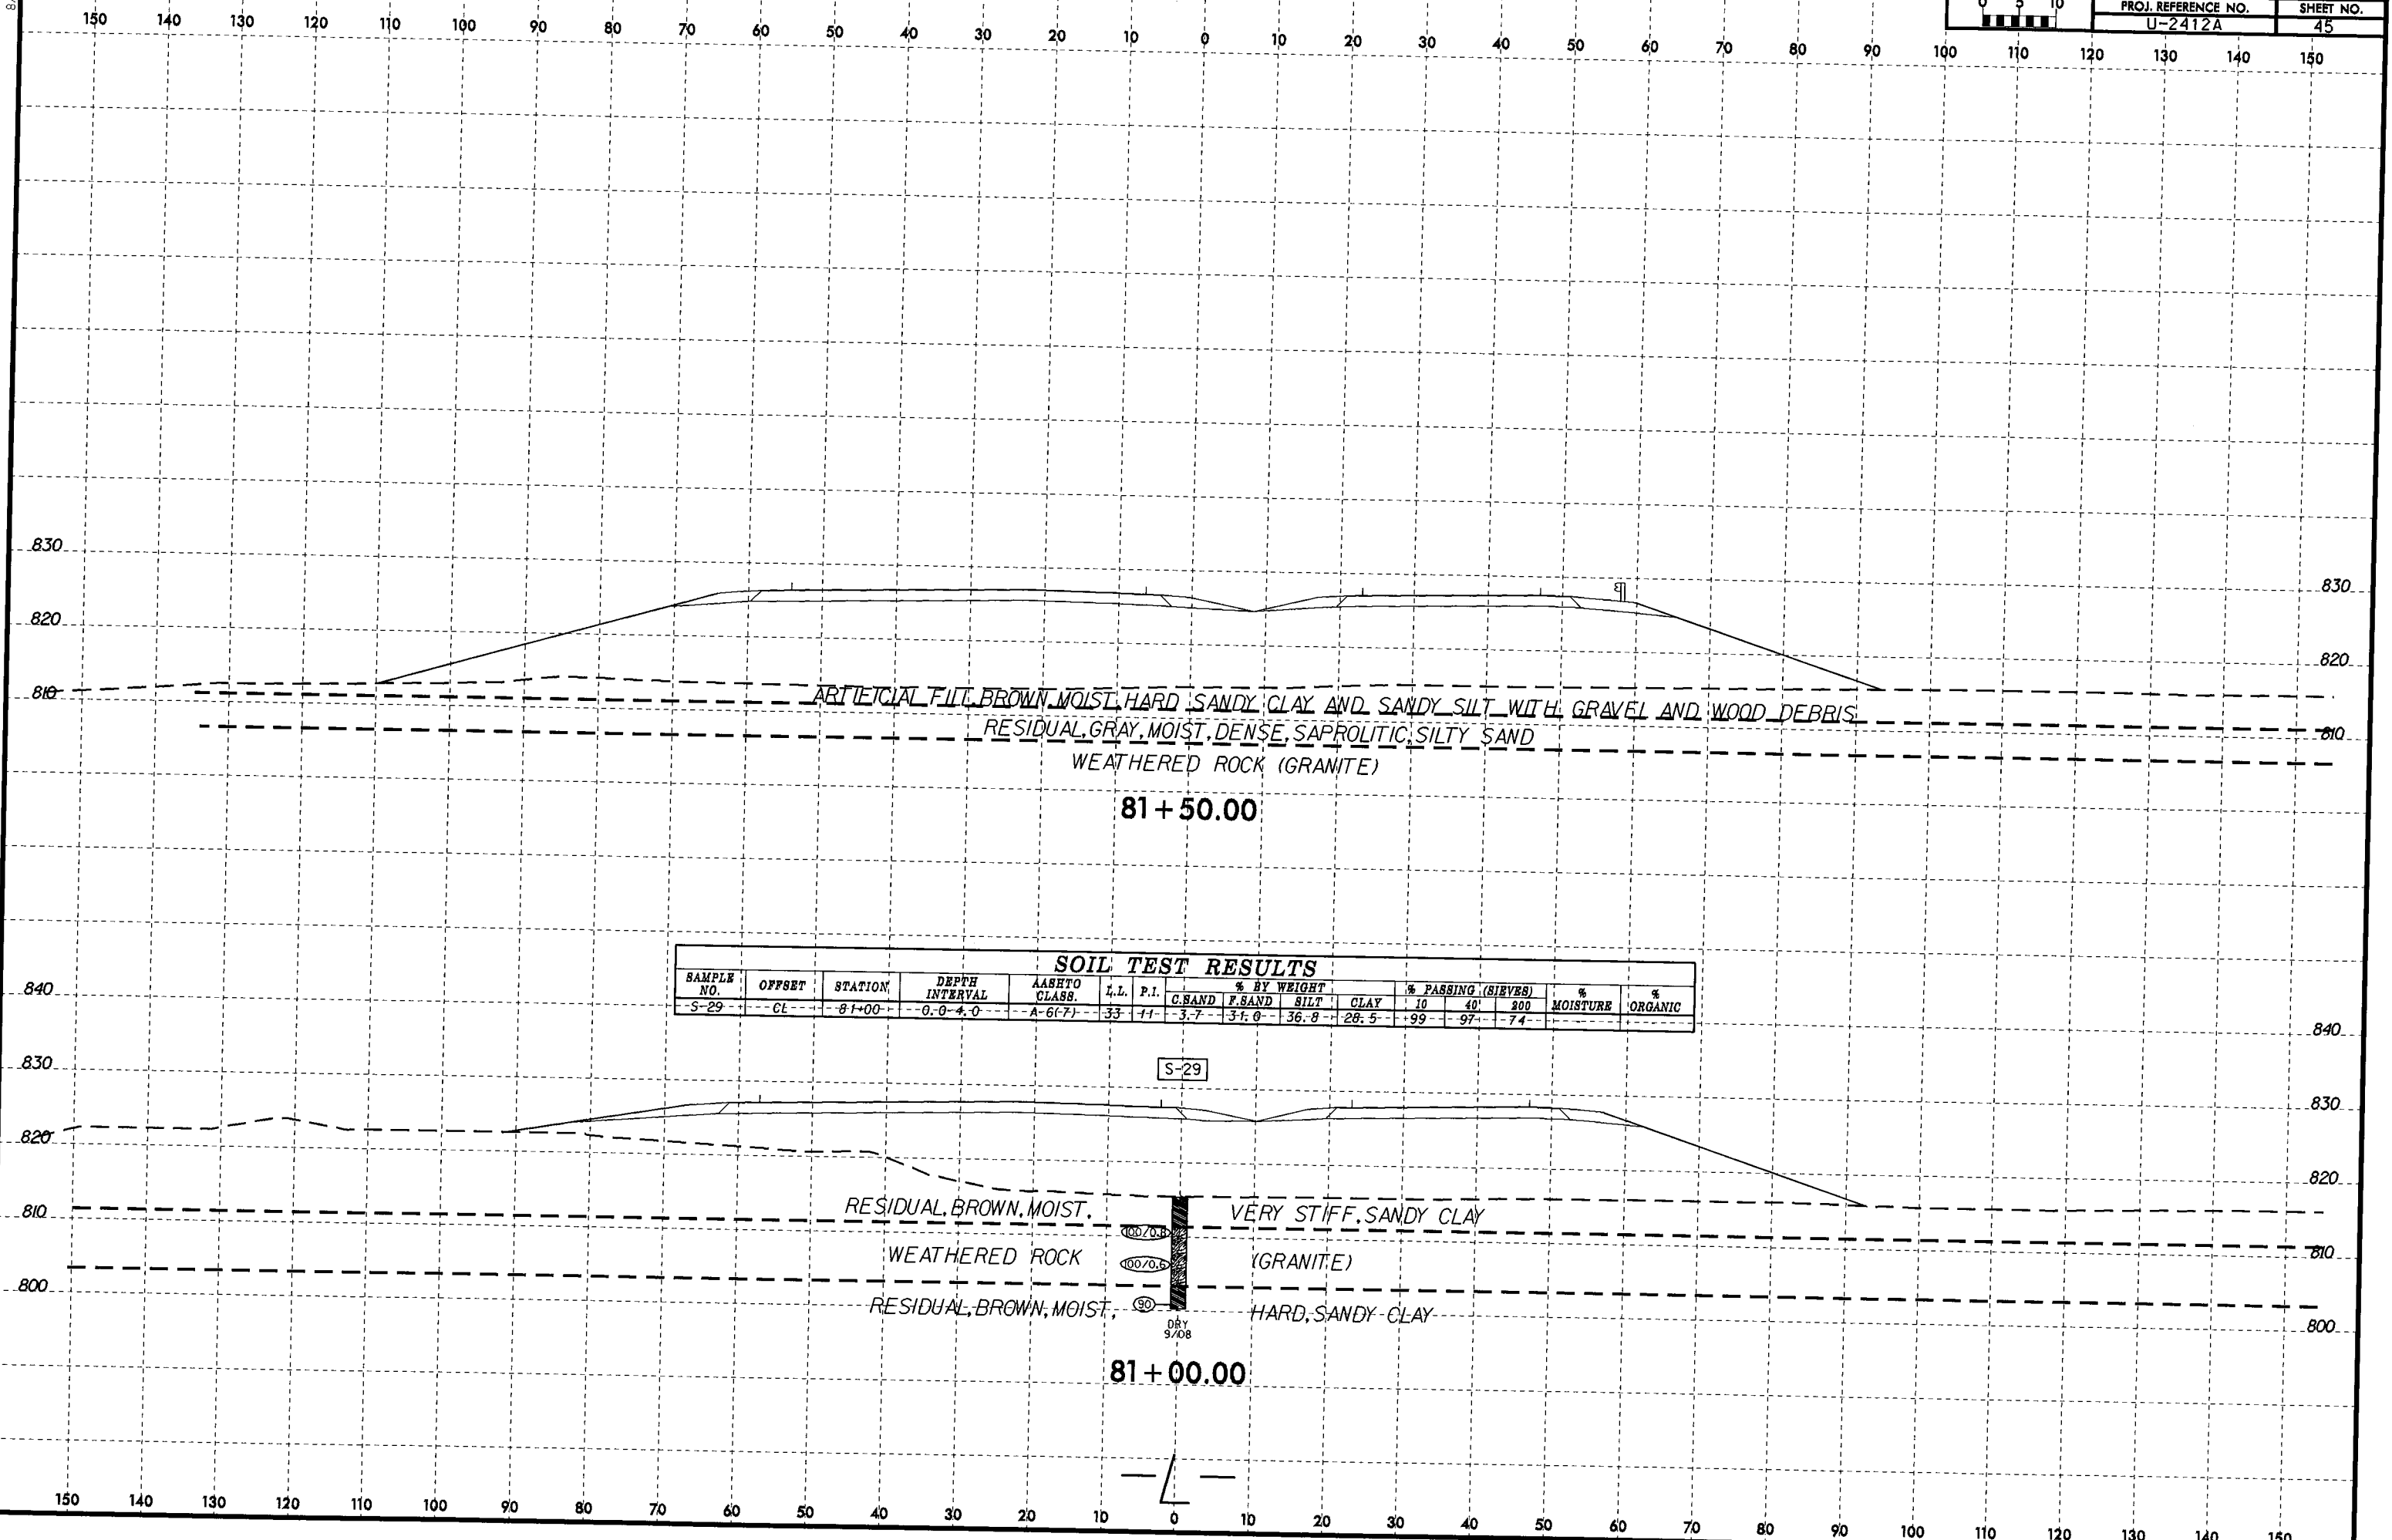 0 5 10 PROJ. REFERENCE NO. SHEET NO.
U-2412A 45
150 140 130 120 110 100 90 80 70 60 50 40 30 20 10 0 10 20 30 40 50 60 70 80 90 100 110 120 130 140 150
830 830
820 820
810 810
ARTIFICIAL FILL, BROWN, MOIST, HARD SANDY CLAY AND SANDY SILT WITH GRAVEL AND WOOD DEBRIS
RESIDUAL, GRAY, MOIST, DENSE, SAPROLITIC, SILTY SAND
WEATHERED ROCK (GRANITE)
81+50.00
SOIL TEST RESULTS
SAMPLE NO. OFFSET STATION DEPTH INTERVAL AASHTO CLASS. L.L. P.I. % BY WEIGHT % PASSING (SIEVES) % MOISTURE % ORGANIC
C.SAND F.SAND SILT CLAY 10 40 200
S-29 CL 81+00 0.0-4.0 A-6(7) 33 11 3.7 31.0 36.8 28.5 99 97 74 - -
840 840
S-29
830 830
820 820
RESIDUAL, BROWN, MOIST, VERY STIFF, SANDY CLAY
810 810
100/0.8
WEATHERED ROCK (GRANITE)
100/0.6
800 800
RESIDUAL, BROWN, MOIST, 90 HARD, SANDY CLAY
DRY
9/08
81+00.00
150 140 130 120 110 100 90 80 70 60 50 40 30 20 10 0 10 20 30 40 50 60 70 80 90 100 110 120 130 140 150